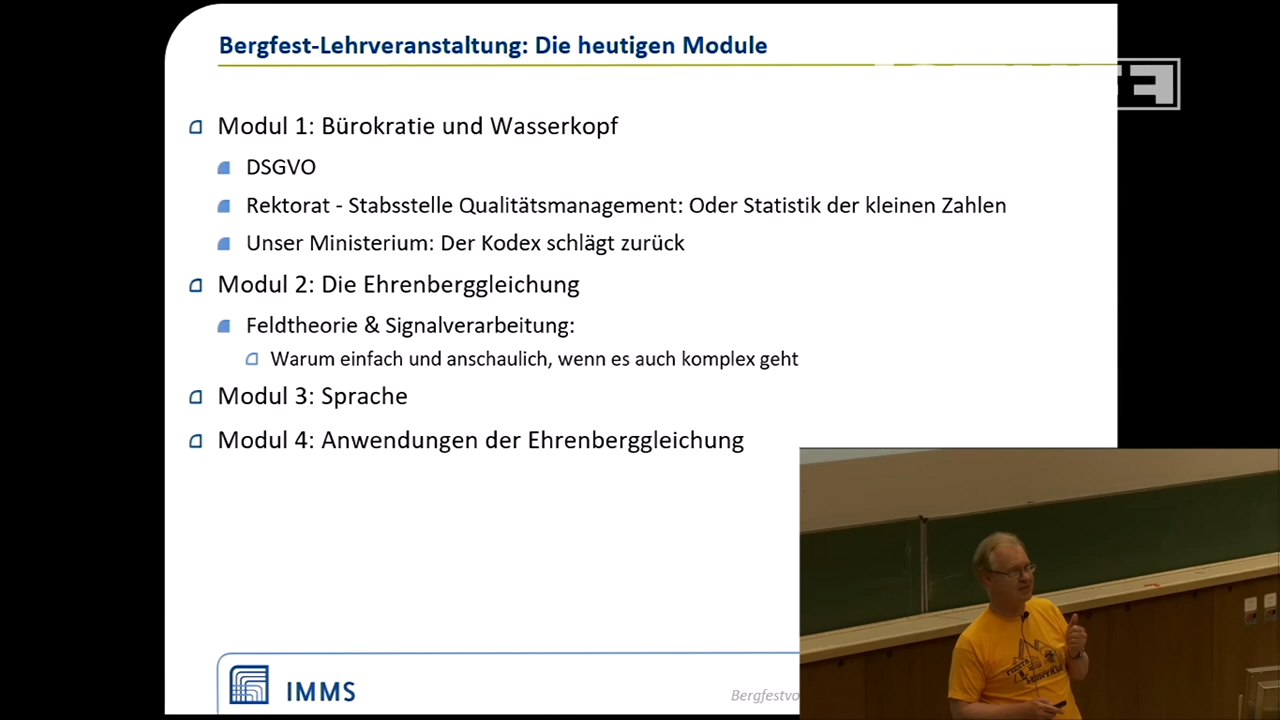 Bergfest-Lehrveranstaltung: Die heutigen Module
Modul 1: Bürokratie und Wasserkopf
DSGVO
Rektorat - Stabsstelle Qualitätsmanagement: Oder Statistik der kleinen Zahlen
Unser Ministerium: Der Kodex schlägt zurück
Modul 2: Die Ehrenberggleichung
Feldtheorie & Signalverarbeitung:
Warum einfach und anschaulich, wenn es auch komplex geht
Modul 3: Sprache
Modul 4: Anwendungen der Ehrenberggleichung
IMMS
Bergfestvo